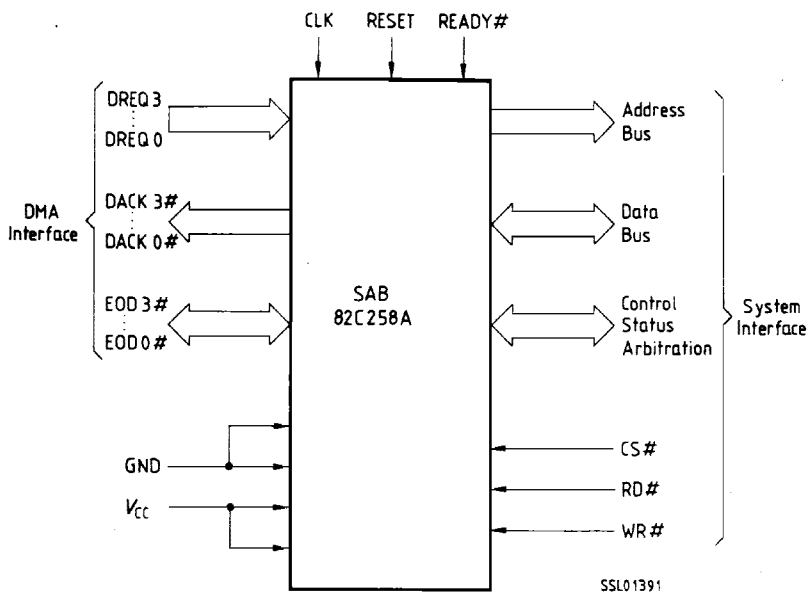 CLK RESET READY#
DREQ 3
DREQ 0
DACK 3#
DACK 0#
EOD 3#
EOD 0#
DMA
Interface
GND
VCC
SAB
82C258A
Address
Bus
Data
Bus
Control
Status
Arbitration
System
Interface
CS#
RD#
WR#
SSL01391